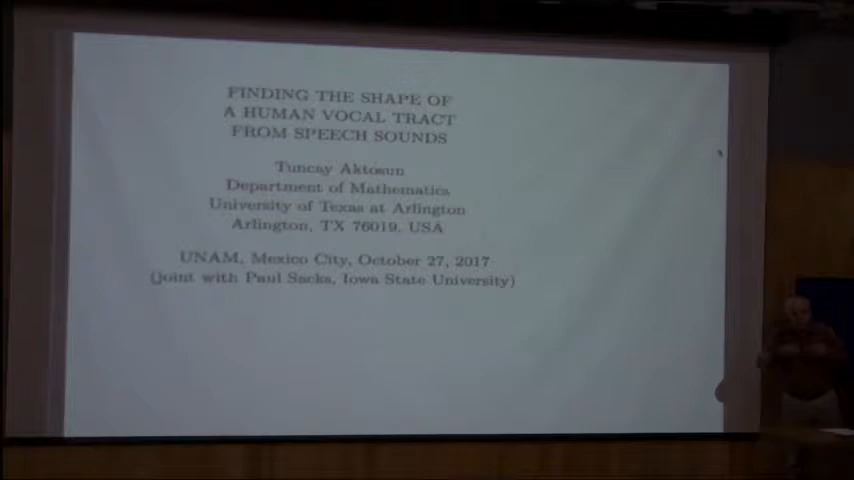 FINDING THE SHAPE OF
A HUMAN VOCAL TRACT
FROM SPEECH SOUNDS
Tuncay Aktosun
Department of Mathematics
University of Texas at Arlington
Arlington, TX 76019, USA
UNAM, Mexico City, October 27, 2017
(joint with Paul Sacks, Iowa State University)